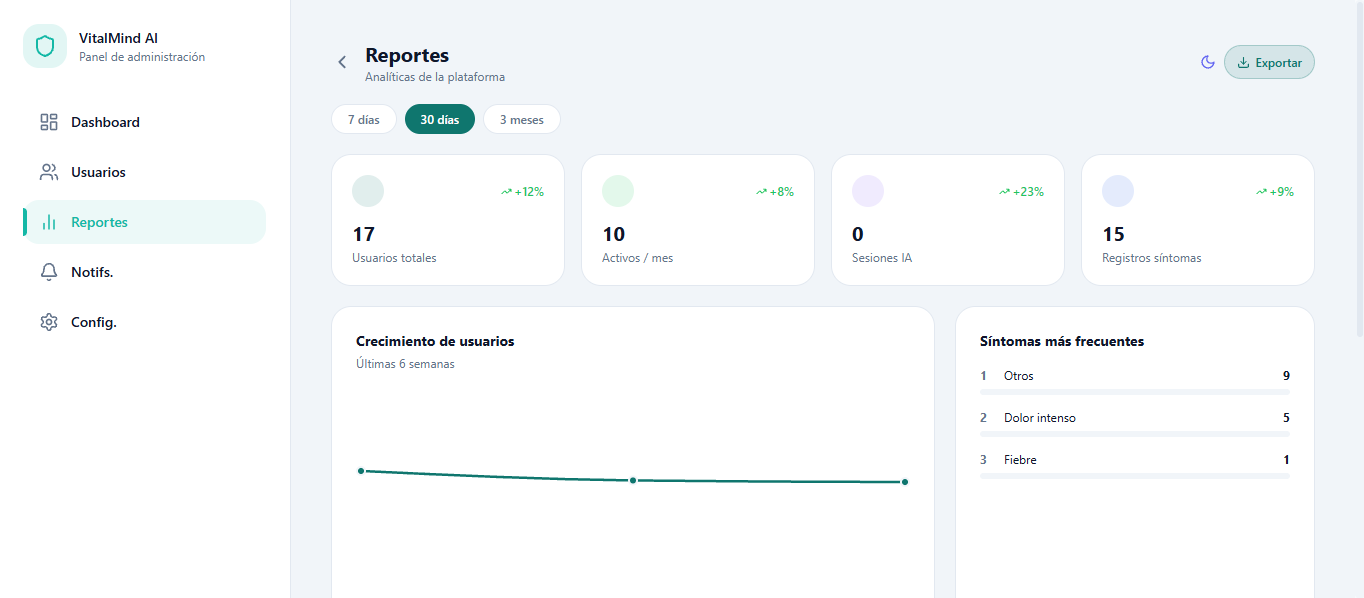 VitalMind AI
Panel de administración
Dashboard
Usuarios
Reportes
Notifs.
Config.
Reportes
Analíticas de la plataforma
Exportar
7 días
30 días
3 meses
+12%
17
Usuarios totales
+8%
10
Activos / mes
+23%
0
Sesiones IA
+9%
15
Registros síntomas
Crecimiento de usuarios
Últimas 6 semanas
Síntomas más frecuentes
1 Otros 9
2 Dolor intenso 5
3 Fiebre 1